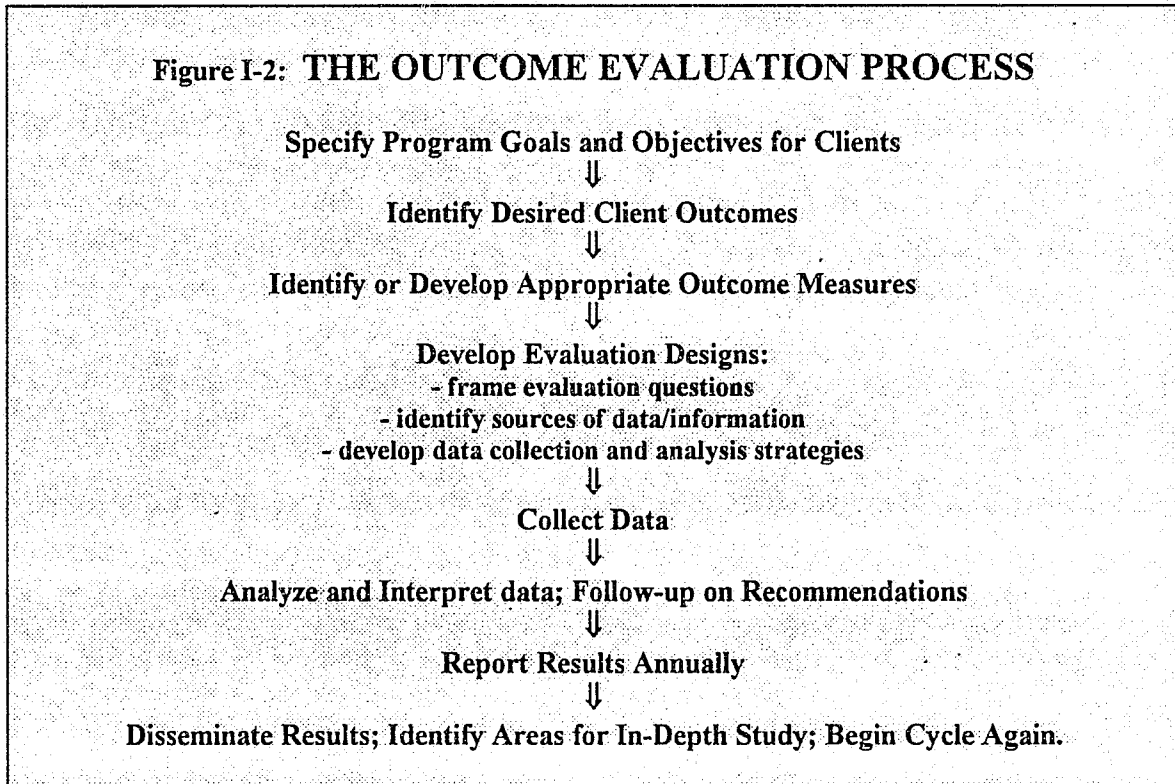 Figure I-2: THE OUTCOME EVALUATION PROCESS
Specify Program Goals and Objectives for Clients
⇓
Identify Desired Client Outcomes
⇓
Identify or Develop Appropriate Outcome Measures
⇓
Develop Evaluation Designs:
- frame evaluation questions
- identify sources of data/information
- develop data collection and analysis strategies
⇓
Collect Data
⇓
Analyze and Interpret data; Follow-up on Recommendations
⇓
Report Results Annually
⇓
Disseminate Results; Identify Areas for In-Depth Study; Begin Cycle Again.